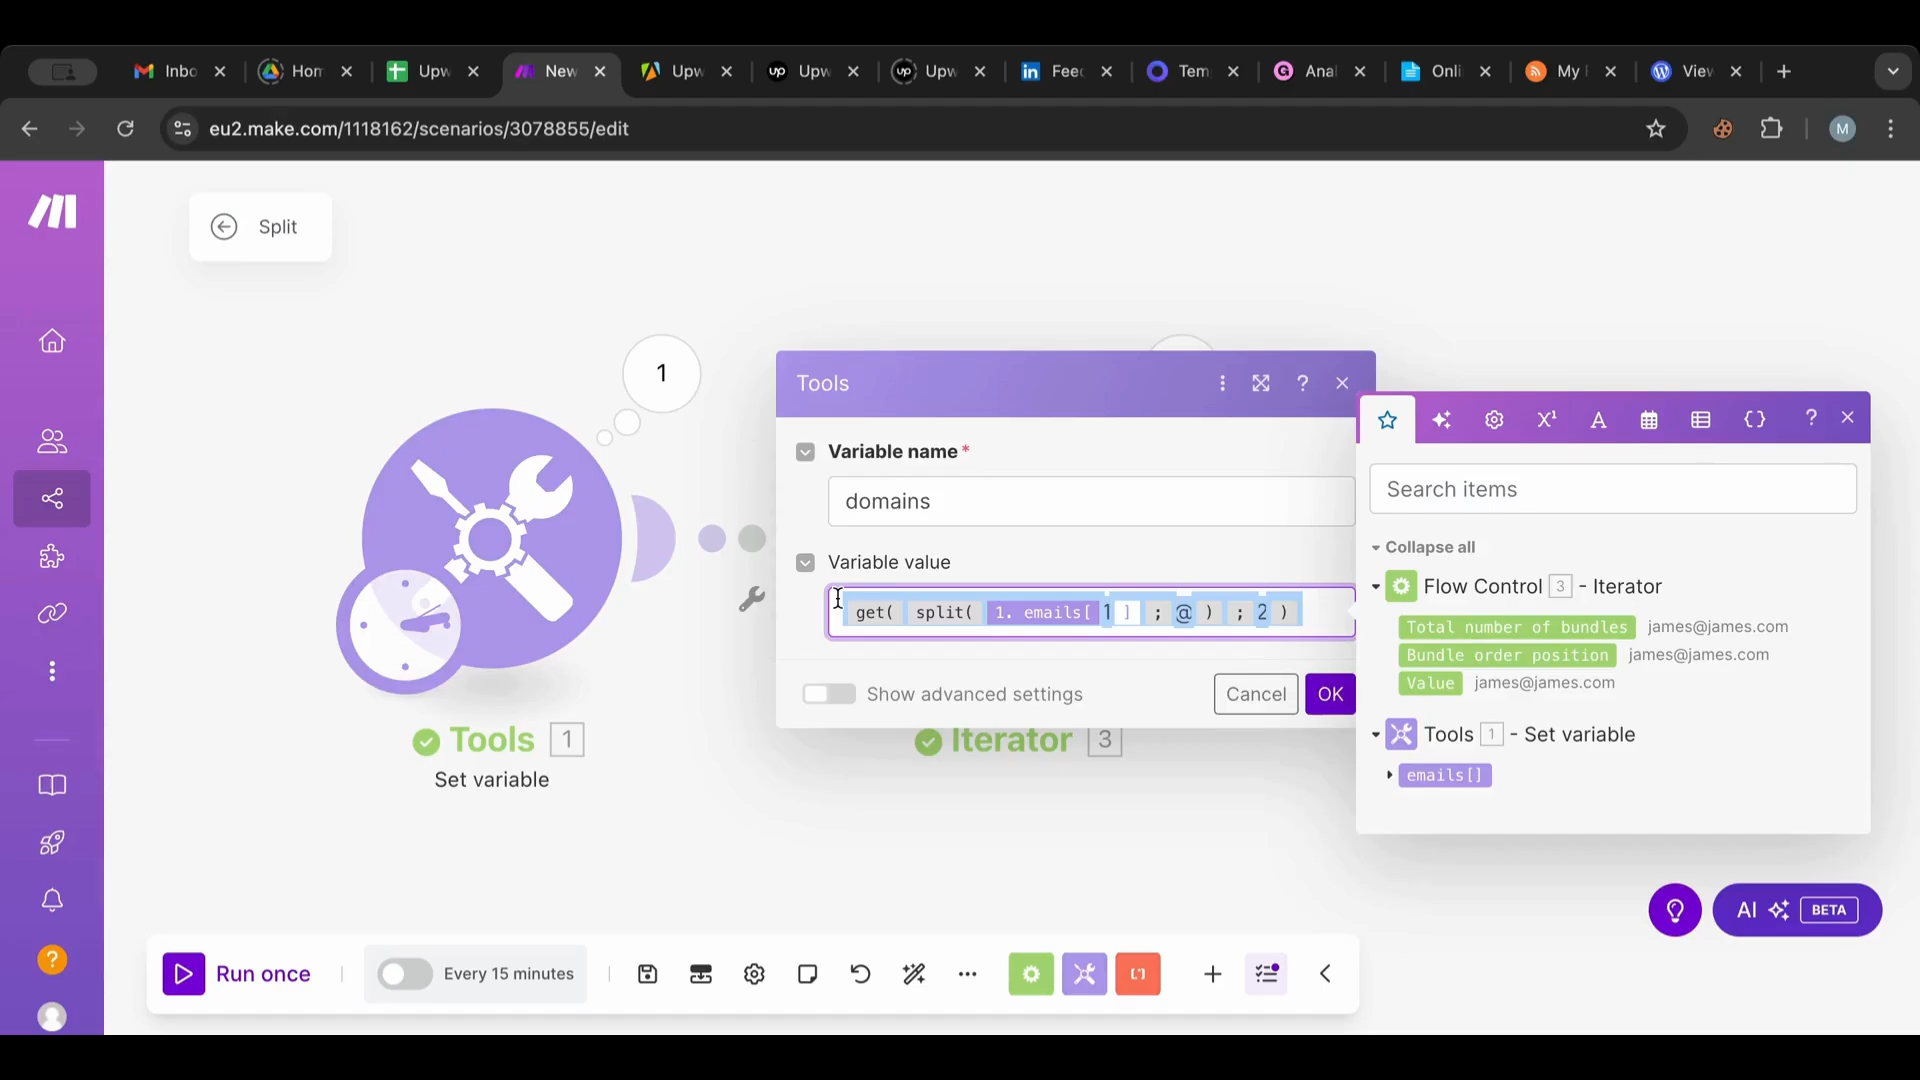 Inbo
Hon
Upw
New
Upw
up Upw
up Upw
in Feec
Tem
G Anal
Onli
My
View
eu2.make.com/1118162/scenarios/3078855/edit
M
Split
1
Tools
Variable name *
domains
Variable value
get( split( 1. emails[ 1 ] ; @ ) ; 2 )
Show advanced settings
Cancel
OK
Search items
Collapse all
Flow Control 3 - Iterator
Total number of bundles james@james.com
Bundle order position james@james.com
Value james@james.com
Tools 1 - Set variable
emails[]
Tools 1
Set variable
Iterator 3
AI BETA
Run once
Every 15 minutes